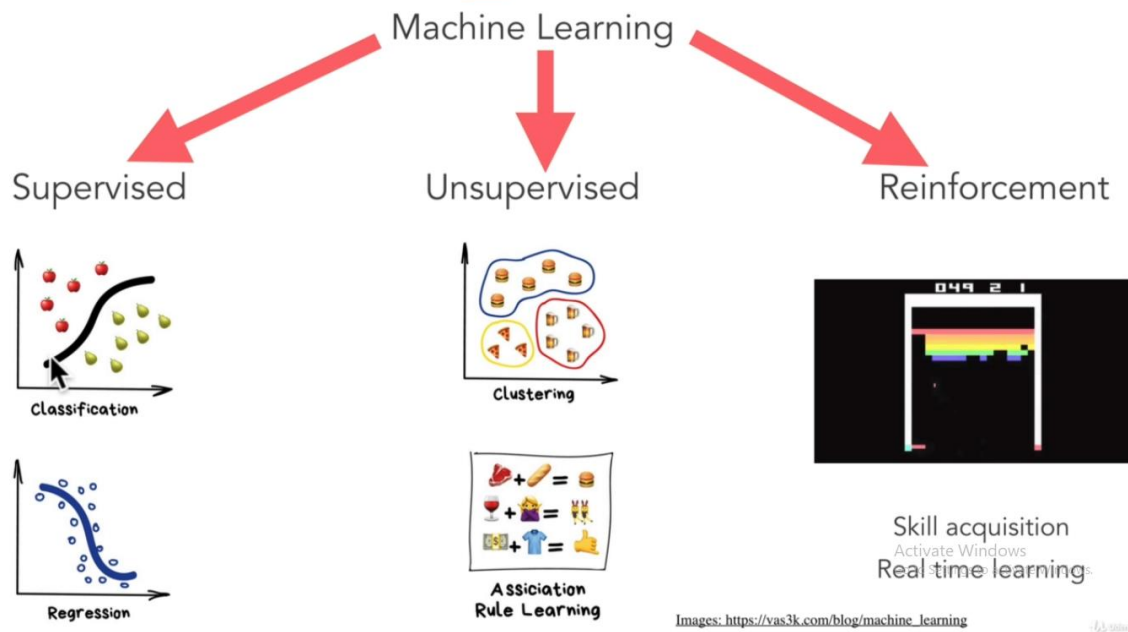 Machine Learning
Supervised
Unsupervised
Reinforcement
Classification
Clustering
049 2 1
Regression
Assiciation
Rule Learning
Skill acquisition
Activate Windows
Real time learning
Images: https://vas3k.com/blog/machine_learning